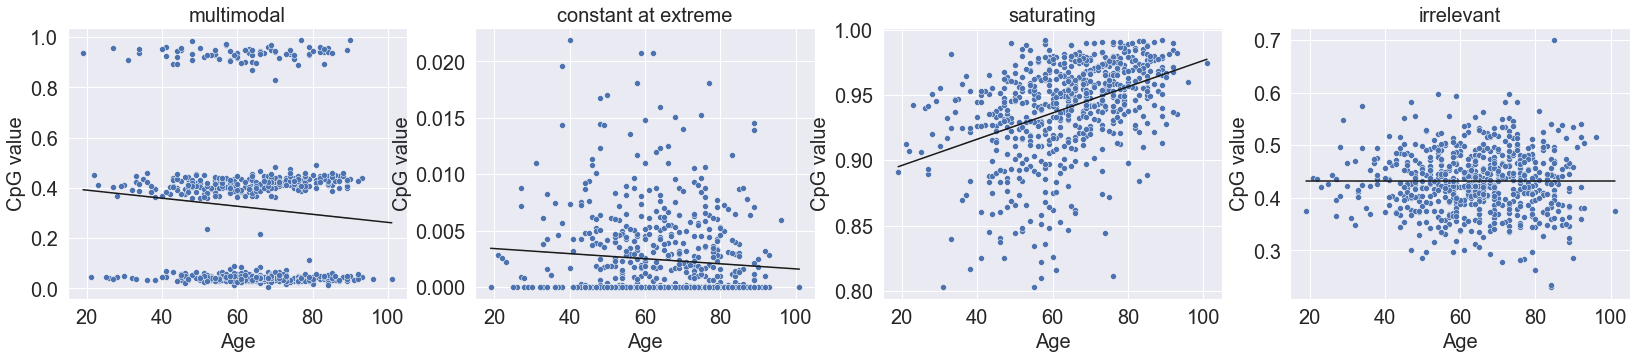 multimodal
CpG value
1.0
0.8
0.6
0.4
0.2
0.0
20 40 60 80 100
Age
constant at extreme
CpG value
0.020
0.015
0.010
0.005
0.000
20 40 60 80 100
Age
saturating
CpG value
1.00
0.95
0.90
0.85
0.80
20 40 60 80 100
Age
irrelevant
CpG value
0.7
0.6
0.5
0.4
0.3
20 40 60 80 100
Age